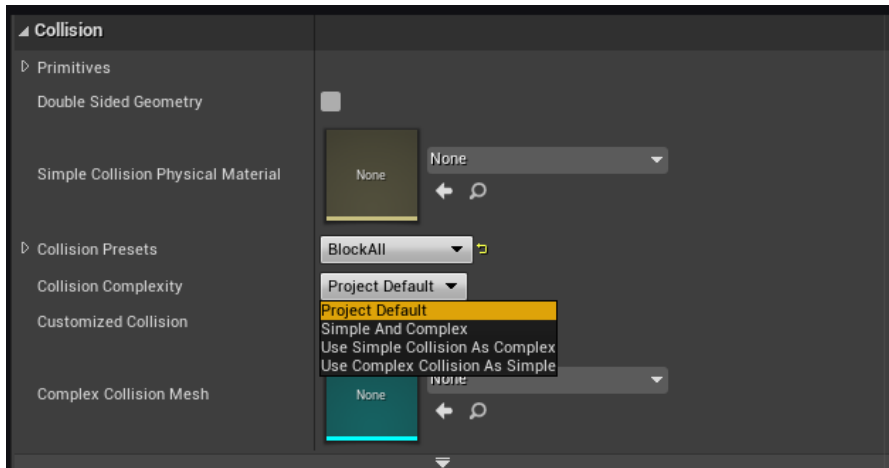 Collision
Primitives
Double Sided Geometry
Simple Collision Physical Material
None
None
Collision Presets
BlockAll
Collision Complexity
Project Default
Project Default
Simple And Complex
Use Simple Collision As Complex
Use Complex Collision As Simple
Customized Collision
Complex Collision Mesh
None
None